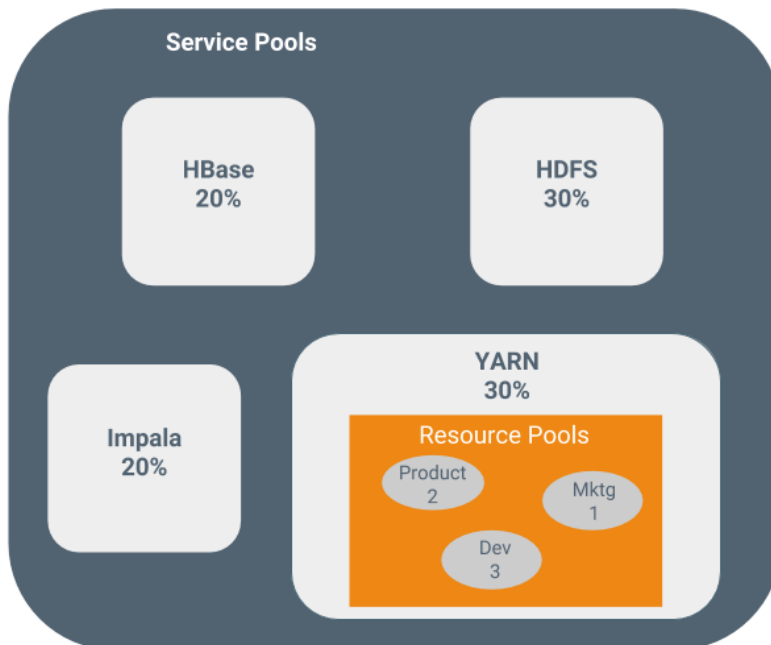 Service Pools
HBase
20%
HDFS
30%
Impala
20%
YARN
30%
Resource Pools
Product
2
Mktg
1
Dev
3